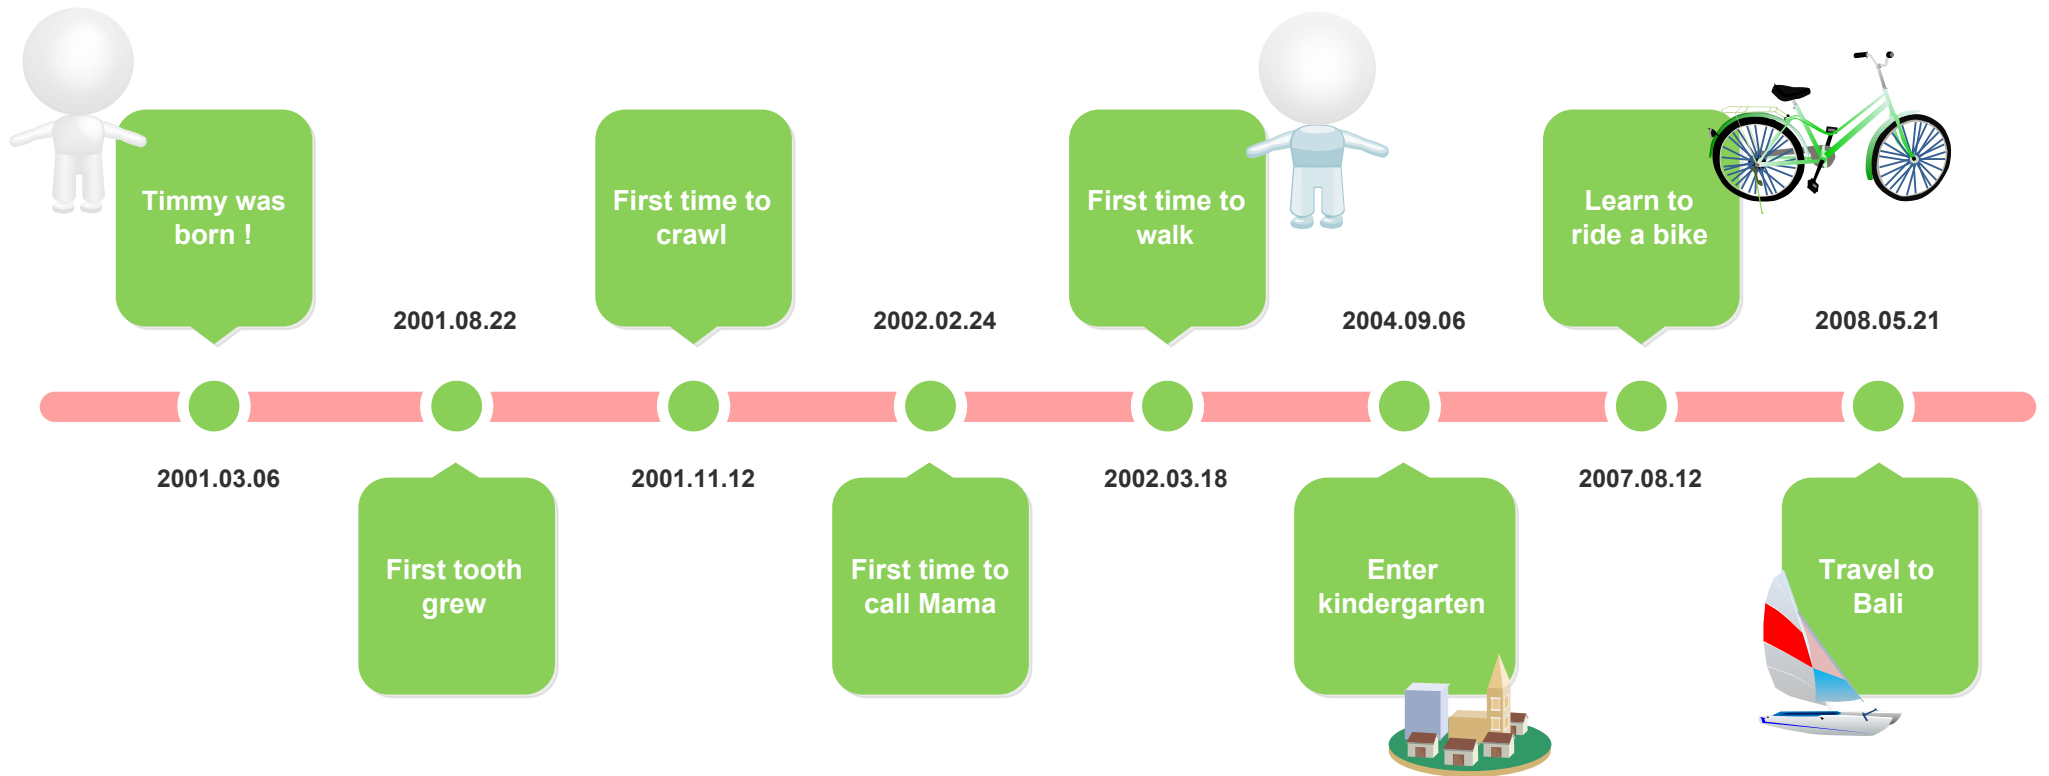 Timmy was
born !
First time to
crawl
First time to
walk
Learn to
ride a bike
2001.08.22
2002.02.24
2004.09.06
2008.05.21
2001.03.06
2001.11.12
2002.03.18
2007.08.12
First tooth
grew
First time to
call Mama
Enter
kindergarten
Travel to
Bali